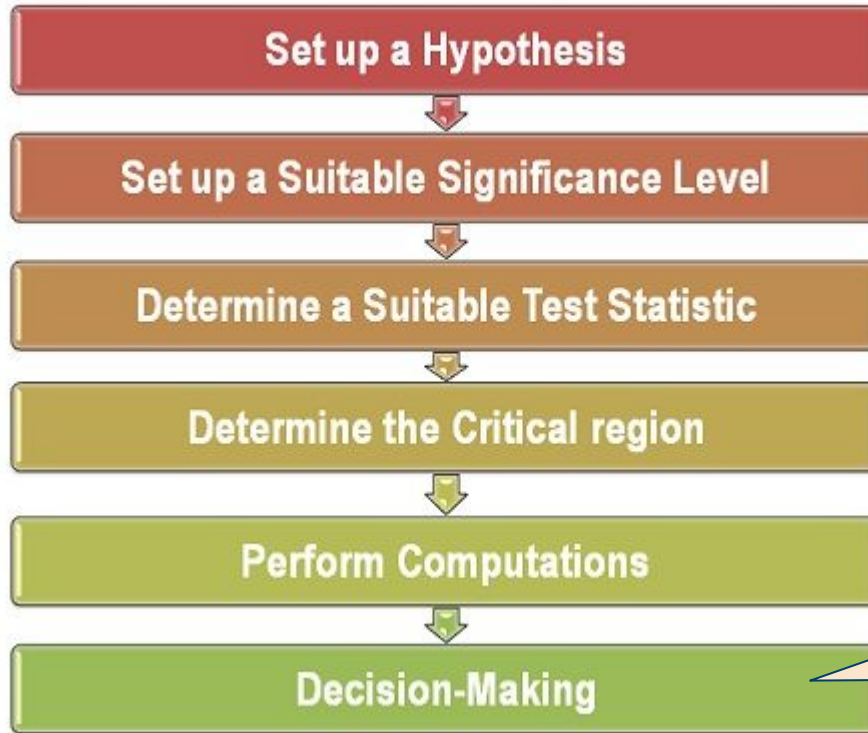 Set up a Hypothesis
Set up a Suitable Significance Level
Determine a Suitable Test Statistic
Determine the Critical region
Perform Computations
Decision-Making